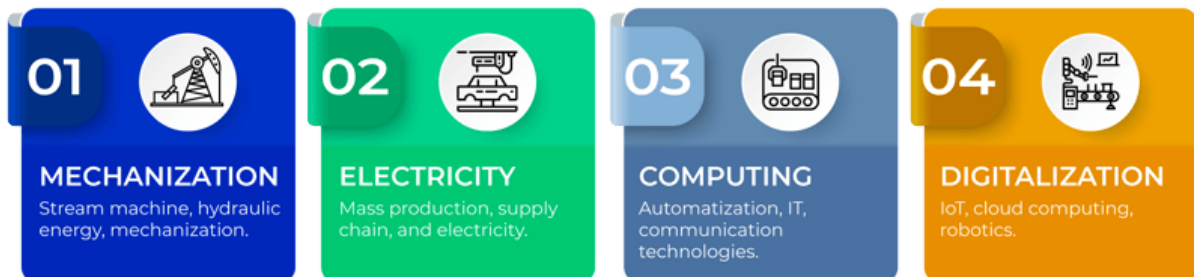 01
MECHANIZATION
Stream machine, hydraulic
energy, mechanization.
02
ELECTRICITY
Mass production, supply
chain, and electricity.
03
COMPUTING
Automatization, IT,
communication
technologies.
04
DIGITALIZATION
IoT, cloud computing,
robotics.